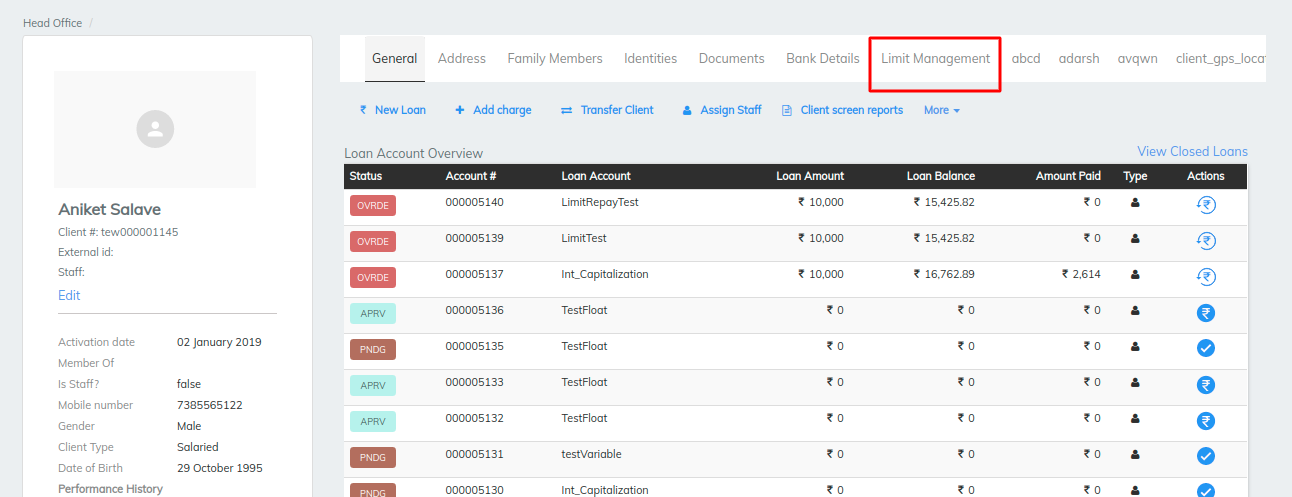 Head Office /
General Address Family Members Identities Documents Bank Details Limit Management abcd adarsh avqwn client_gps_loca
₹ New Loan + Add charge Transfer Client Assign Staff Client screen reports More
Loan Account Overview View Closed Loans
Status Account # Loan Account Loan Amount Loan Balance Amount Paid Type Actions
OVRDE 000005140 LimitRepayTest ₹ 10,000 ₹ 15,425.82 ₹ 0 ₹
OVRDE 000005139 LimitTest ₹ 10,000 ₹ 15,425.82 ₹ 0 ₹
OVRDE 000005137 Int_Capitalization ₹ 10,000 ₹ 16,762.89 ₹ 2,614 ₹
APRV 000005136 TestFloat ₹ 0 ₹ 0 ₹ 0 ₹
PNDG 000005135 TestFloat ₹ 0 ₹ 0 ₹ 0
APRV 000005133 TestFloat ₹ 0 ₹ 0 ₹ 0 ₹
APRV 000005132 TestFloat ₹ 0 ₹ 0 ₹ 0 ₹
PNDG 000005131 testVariable ₹ 0 ₹ 0 ₹ 0
PNDG 000005130 Int_Capitalization ₹ 0 ₹ 0 ₹ 0
Aniket Salave
Client #: tew000001145
External id:
Staff:
Edit
Activation date 02 January 2019
Member Of
Is Staff? false
Mobile number 7385565122
Gender Male
Client Type Salaried
Date of Birth 29 October 1995
Performance History